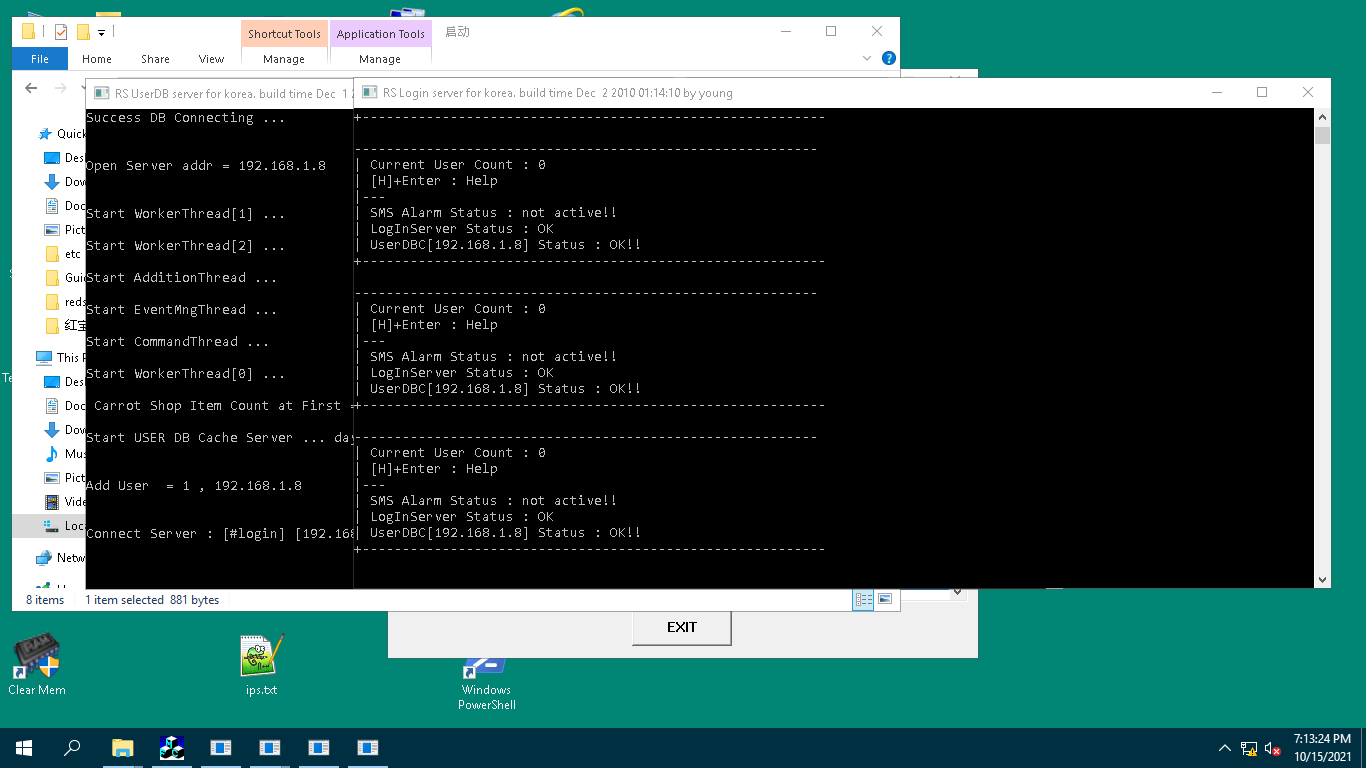 Shortcut Tools
Application Tools
启动
File
Home
Share
View
Manage
Manage
RS UserDB server for korea. build time Dec 1 2
RS Login server for korea. build time Dec 2 2010 01:14:10 by young
Quick
Des
Dow
Doc
Pict
etc
Guid
reds
红宝
This P
Des
Doc
Dow
Mus
Pict
Vide
Loca
Netw
Success DB Connecting ...
Open Server addr = 192.168.1.8
Start WorkerThread[1] ...
Start WorkerThread[2] ...
Start AdditionThread ...
Start EventMngThread ...
Start CommandThread ...
Start WorkerThread[0] ...
Carrot Shop Item Count at First
Start USER DB Cache Server ... day
Add User  = 1 , 192.168.1.8
Connect Server : [#login] [192.168
+----------------------------------------------------------
----------------------------------------------------------
| Current User Count : 0
| [H]+Enter : Help
|---
| SMS Alarm Status : not active!!
| LogInServer Status : OK
| UserDBC[192.168.1.8] Status : OK!!
+----------------------------------------------------------
----------------------------------------------------------
| Current User Count : 0
| [H]+Enter : Help
|---
| SMS Alarm Status : not active!!
| LogInServer Status : OK
| UserDBC[192.168.1.8] Status : OK!!
+----------------------------------------------------------
----------------------------------------------------------
| Current User Count : 0
| [H]+Enter : Help
|---
| SMS Alarm Status : not active!!
| LogInServer Status : OK
| UserDBC[192.168.1.8] Status : OK!!
+----------------------------------------------------------
8 items
1 item selected  881 bytes
EXIT
Clear Mem
ips.txt
Windows
PowerShell
7:13:24 PM
10/15/2021